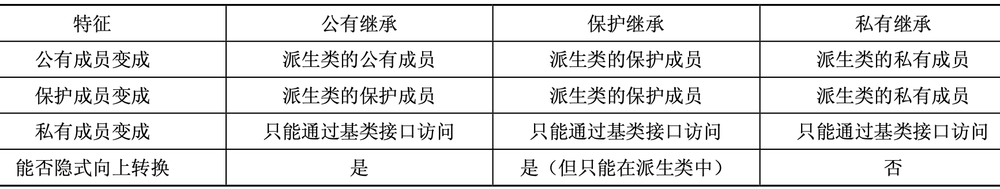 特征 公有继承 保护继承 私有继承
公有成员变成 派生类的公有成员 派生类的保护成员 派生类的私有成员
保护成员变成 派生类的保护成员 派生类的保护成员 派生类的私有成员
私有成员变成 只能通过基类接口访问 只能通过基类接口访问 只能通过基类接口访问
能否隐式向上转换 是 是（但只能在派生类中） 否